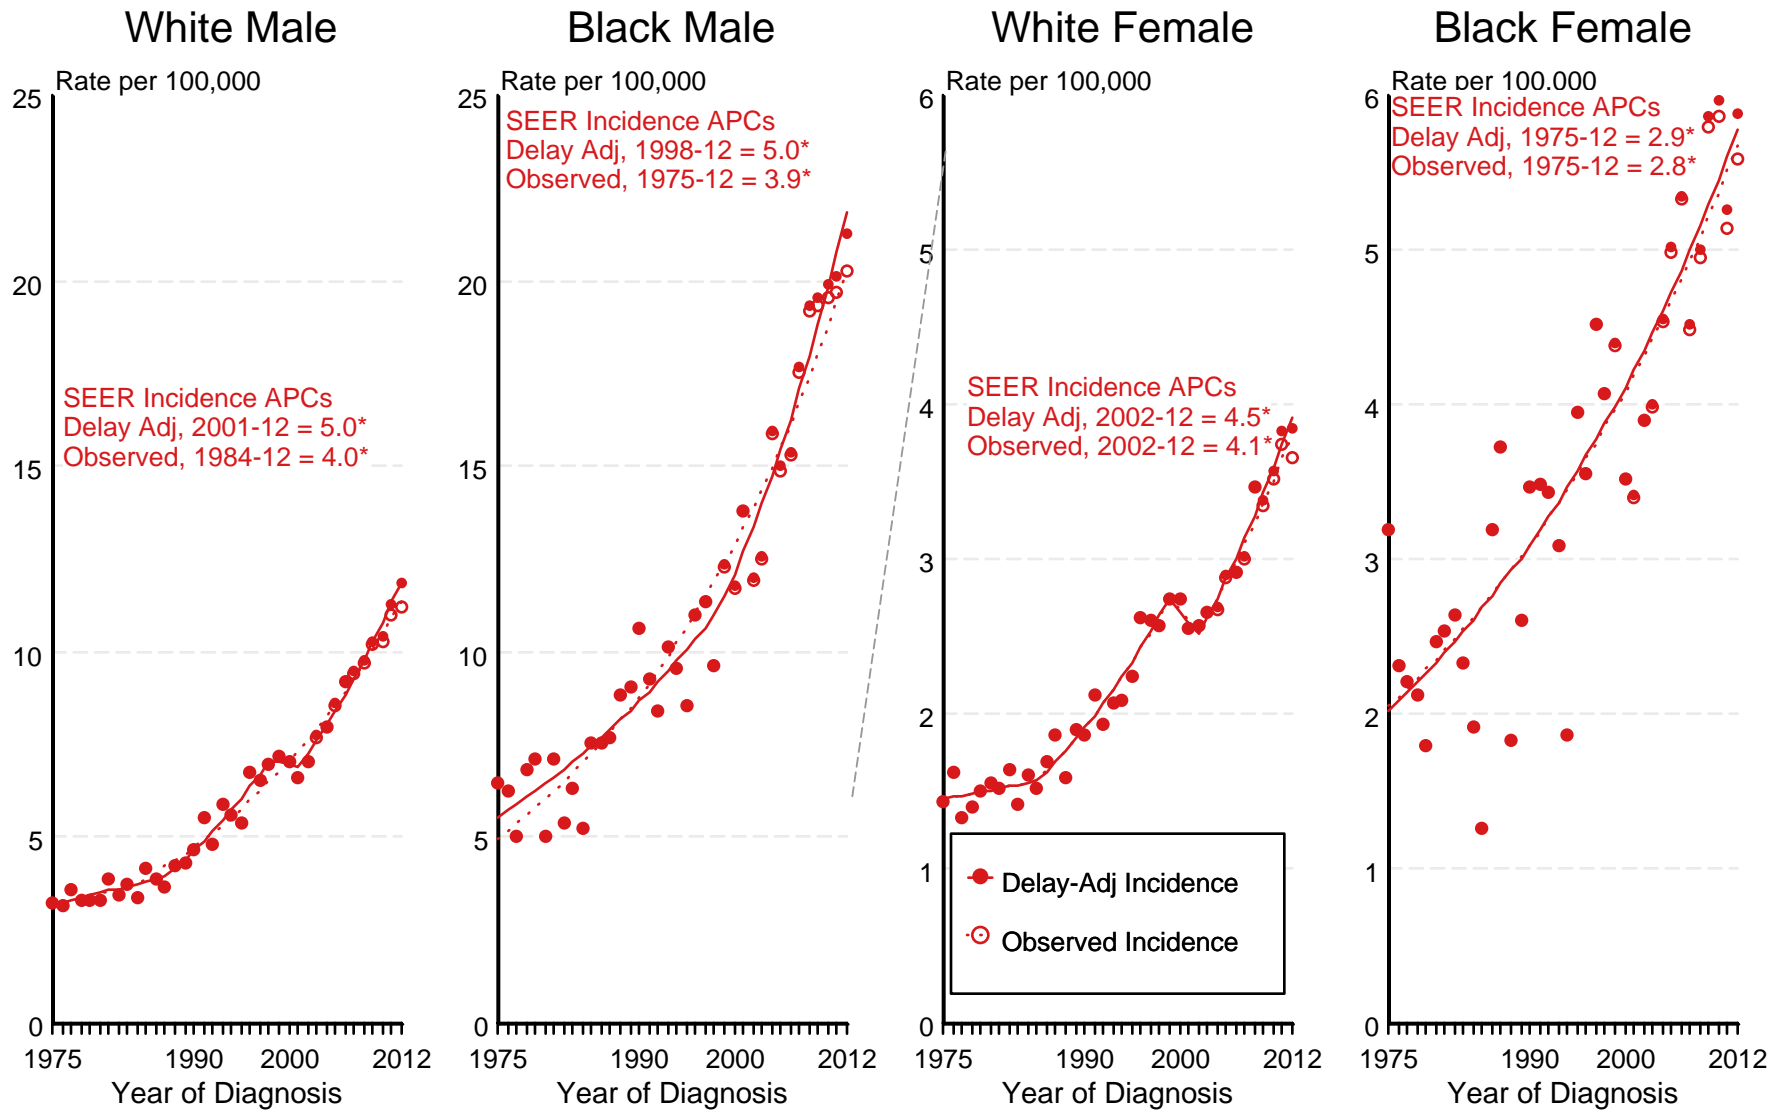 White Male
Rate per 100,000
25
20
15
10
5
0
SEER Incidence APCs
Delay Adj, 2001-12 = 5.0*
Observed, 1984-12 = 4.0*
1975 1990 2000 2012
Year of Diagnosis
Black Male
Rate per 100,000
25
20
15
10
5
0
SEER Incidence APCs
Delay Adj, 1998-12 = 5.0*
Observed, 1975-12 = 3.9*
1975 1990 2000 2012
Year of Diagnosis
White Female
Rate per 100,000
6
5
4
3
2
1
0
SEER Incidence APCs
Delay Adj, 2002-12 = 4.5*
Observed, 2002-12 = 4.1*
Delay-Adj Incidence
Observed Incidence
1975 1990 2000 2012
Year of Diagnosis
Black Female
Rate per 100,000
6
5
4
3
2
1
0
SEER Incidence APCs
Delay Adj, 1975-12 = 2.9*
Observed, 1975-12 = 2.8*
1975 1990 2000 2012
Year of Diagnosis